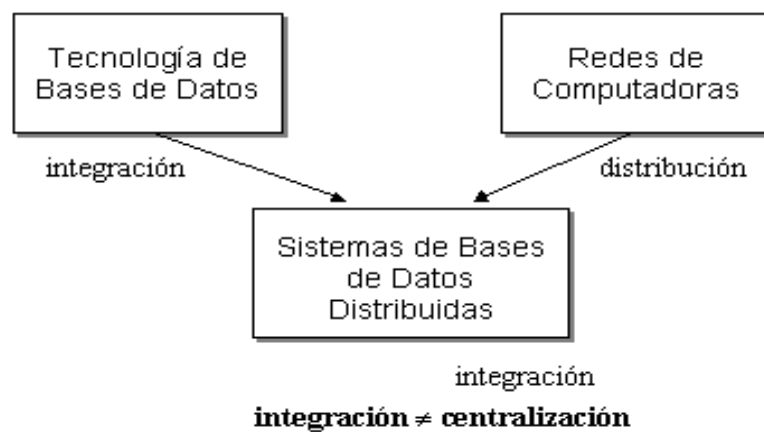 Tecnología de
Bases de Datos
Redes de
Computadoras
integración
distribución
Sistemas de Bases
de Datos
Distribuidas
integración
integración ≠ centralización